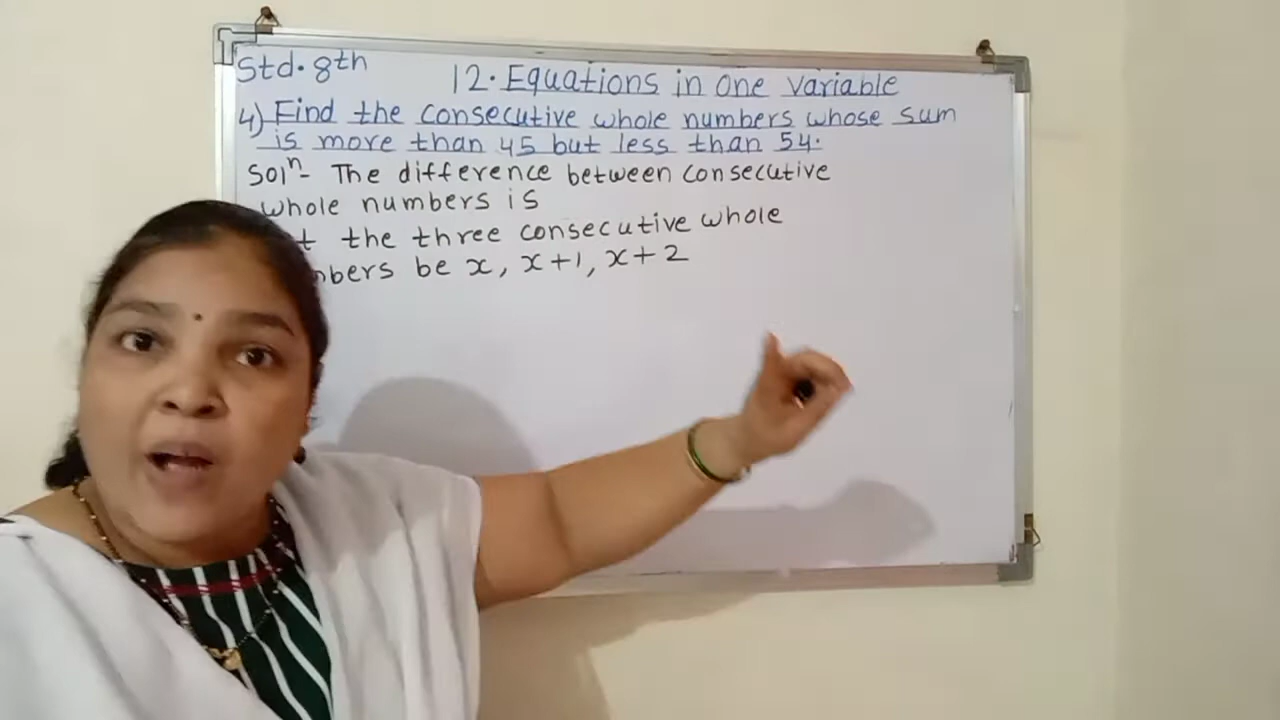 Std. 8th
12. Equations in one variable
4) Find the consecutive whole numbers whose sum
is more than 45 but less than 54.
Solⁿ- The difference between consecutive
whole numbers is
the three consecutive whole
be x, x+1, x+2